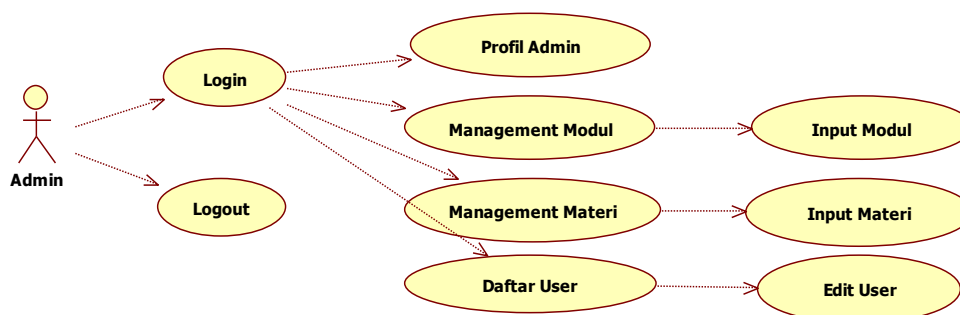 Profil Admin
Login
Management Modul
Input Modul
Admin
Logout
Management Materi
Input Materi
Daftar User
Edit User